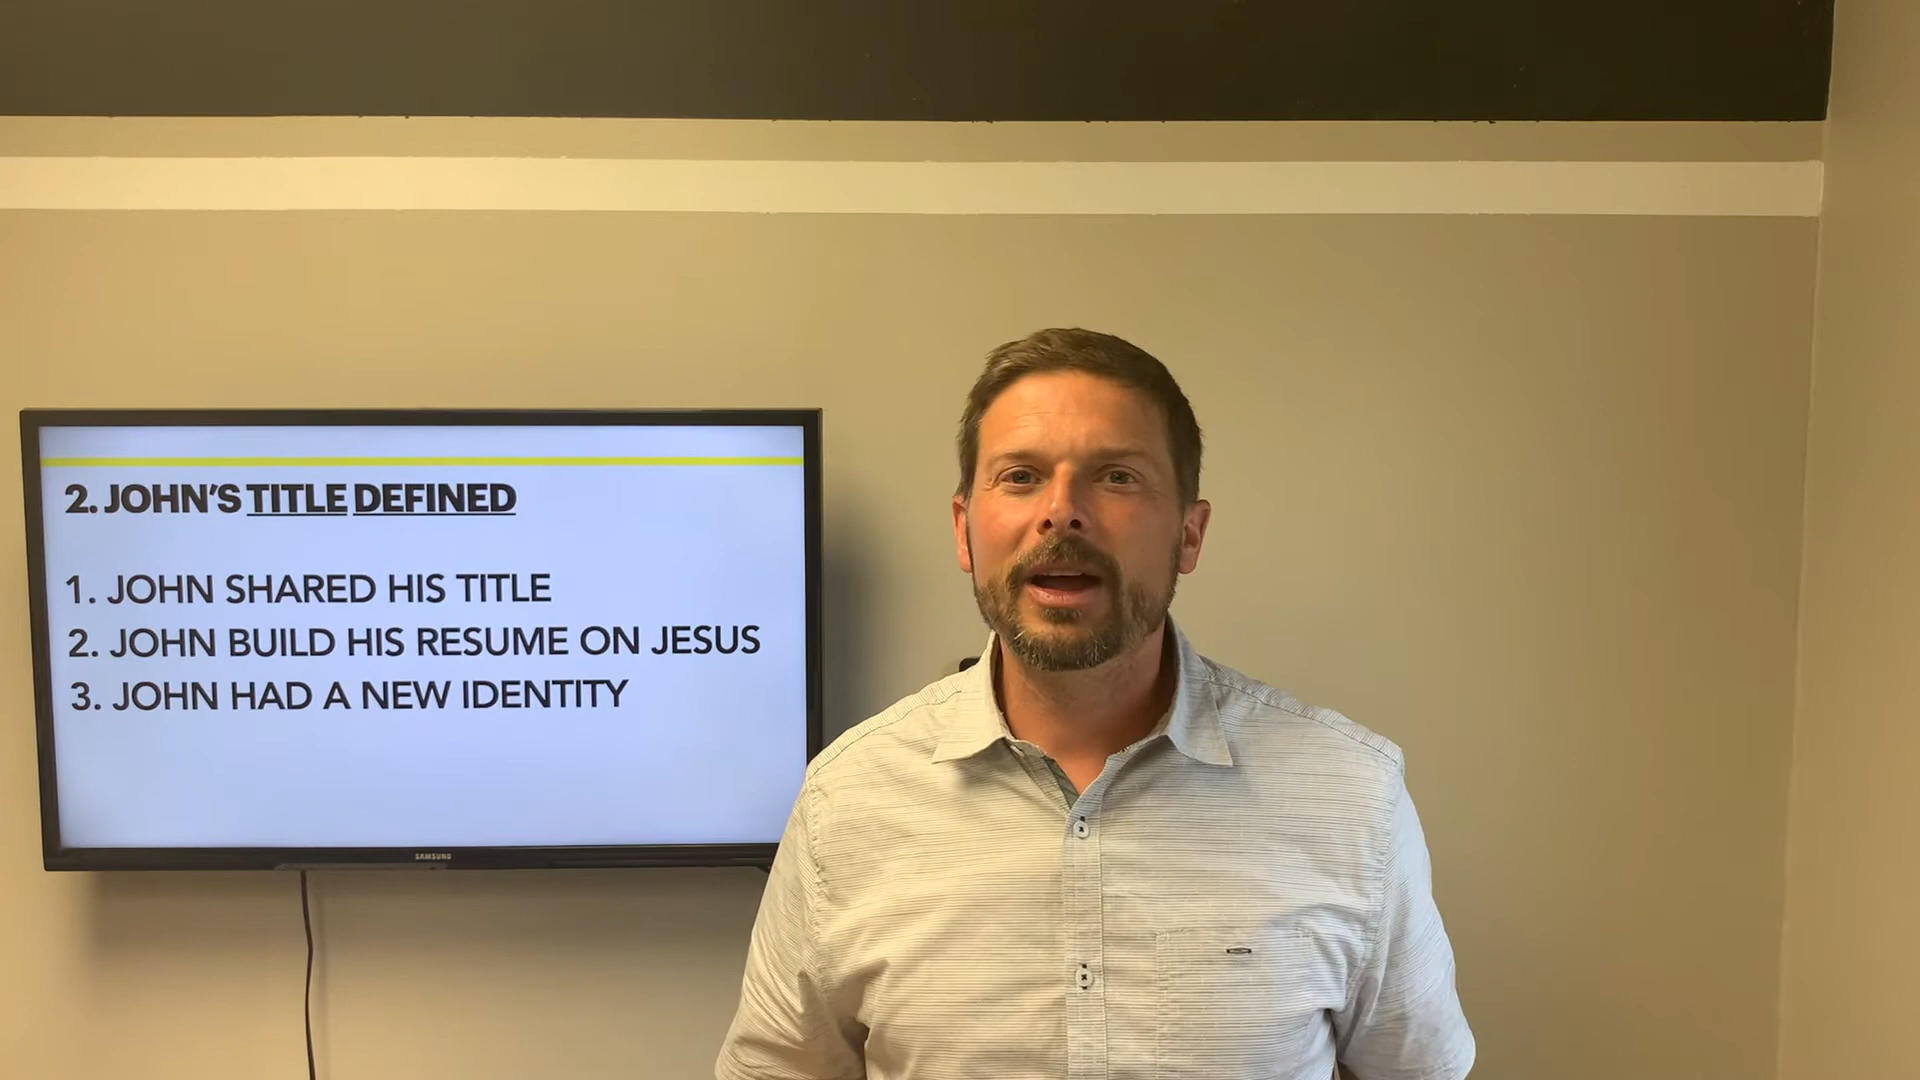 2. JOHN'S TITLE DEFINED
1. JOHN SHARED HIS TITLE
2. JOHN BUILD HIS RESUME ON JESUS
3. JOHN HAD A NEW IDENTITY
SAMSUNG